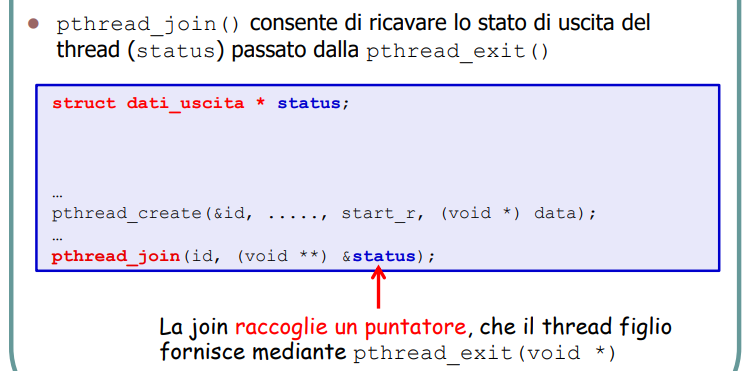 pthread_join() consente di ricavare lo stato di uscita del
thread (status) passato dalla pthread_exit()
struct dati_uscita * status;
…
pthread_create(&id, ....., start_r, (void *) data);
…
pthread_join(id, (void **) &status);
La join raccoglie un puntatore, che il thread figlio
fornisce mediante pthread_exit(void *)